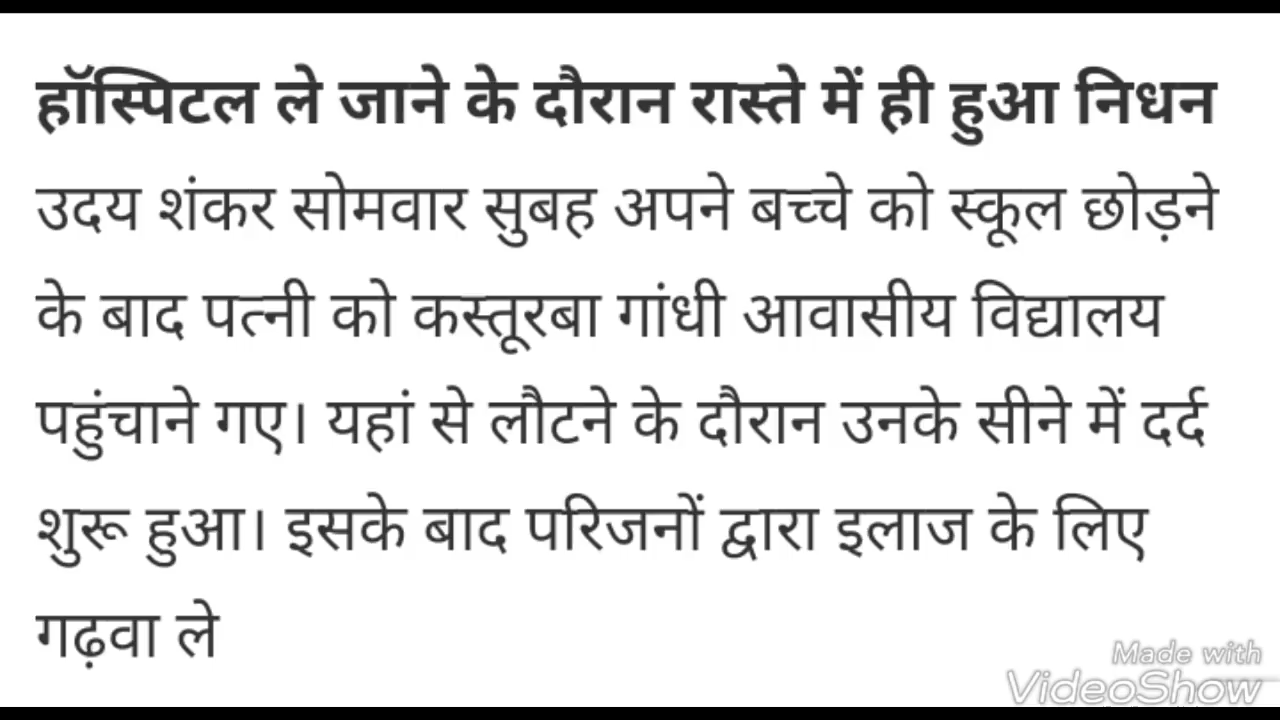 हॉस्पिटल ले जाने के दौरान रास्ते में ही हुआ निधन
उदय शंकर सोमवार सुबह अपने बच्चे को स्कूल छोड़ने
के बाद पत्नी को कस्तूरबा गांधी आवासीय विद्यालय
पहुंचाने गए। यहां से लौटने के दौरान उनके सीने में दर्द
शुरू हुआ। इसके बाद परिजनों द्वारा इलाज के लिए
गढ़वा ले
Made with
VideoShow